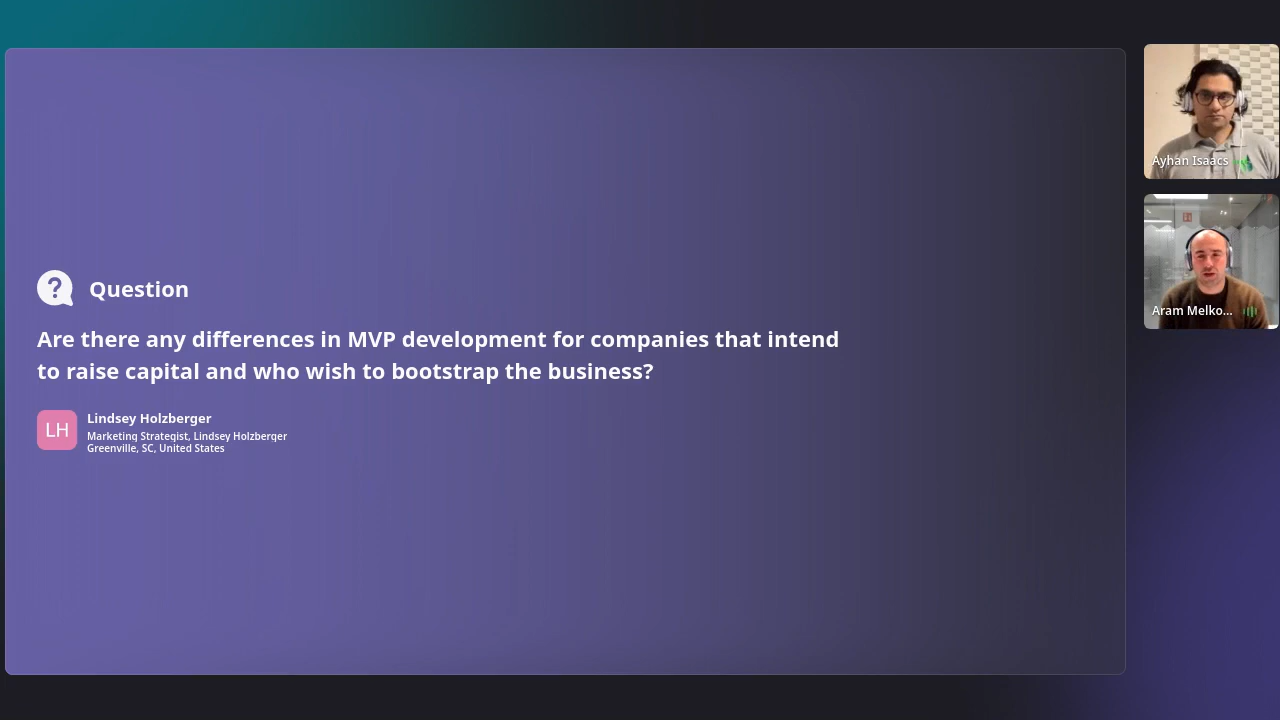 Question
Are there any differences in MVP development for companies that intend
to raise capital and who wish to bootstrap the business?
LH
Lindsey Holzberger
Marketing Strategist, Lindsey Holzberger
Greenville, SC, United States
Ayhan Isaacs
Aram Melko...